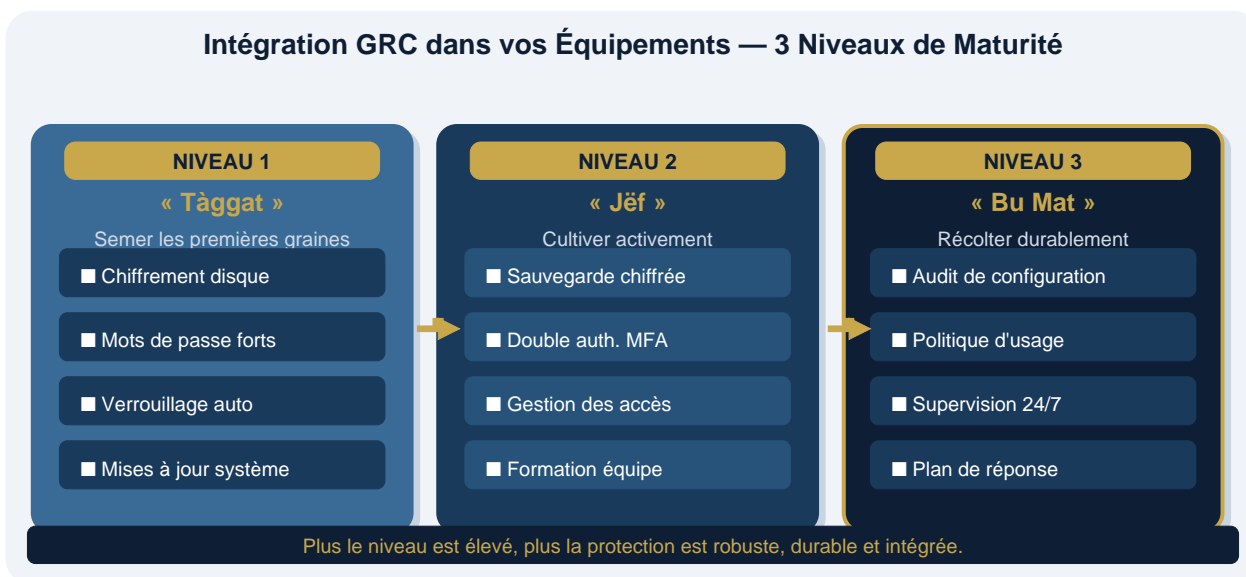 Intégration GRC dans vos Équipements — 3 Niveaux de Maturité
NIVEAU 1
« Tàggat »
Semer les premières graines
■ Chiffrement disque
■ Mots de passe forts
■ Verrouillage auto
■ Mises à jour système
NIVEAU 2
« Jëf »
Cultiver activement
■ Sauvegarde chiffrée
■ Double auth. MFA
■ Gestion des accès
■ Formation équipe
NIVEAU 3
« Bu Mat »
Récolter durablement
■ Audit de configuration
■ Politique d'usage
■ Supervision 24/7
■ Plan de réponse
Plus le niveau est élevé, plus la protection est robuste, durable et intégrée.